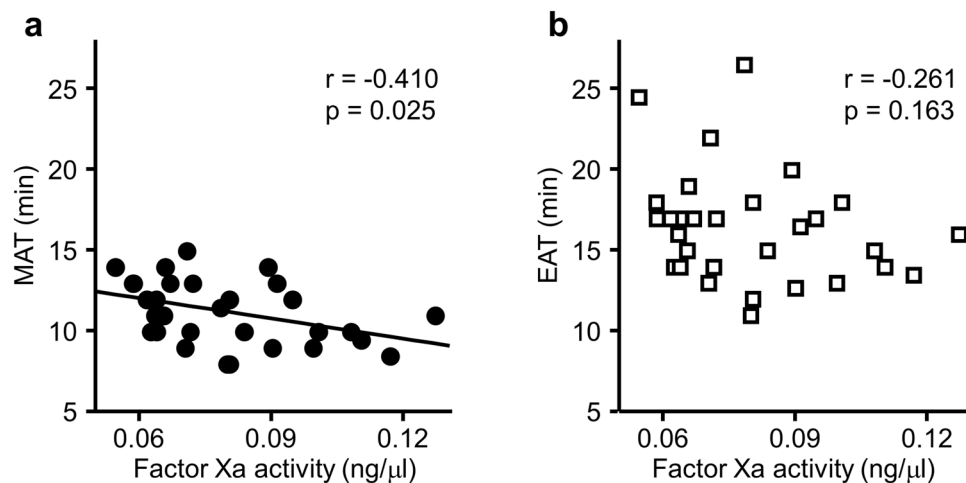 a
r = -0.410
p = 0.025
MAT (min)
25
20
15
10
5
0.06
0.09
0.12
Factor Xa activity (ng/μl)
b
r = -0.261
p = 0.163
EAT (min)
25
20
15
10
5
0.06
0.09
0.12
Factor Xa activity (ng/μl)